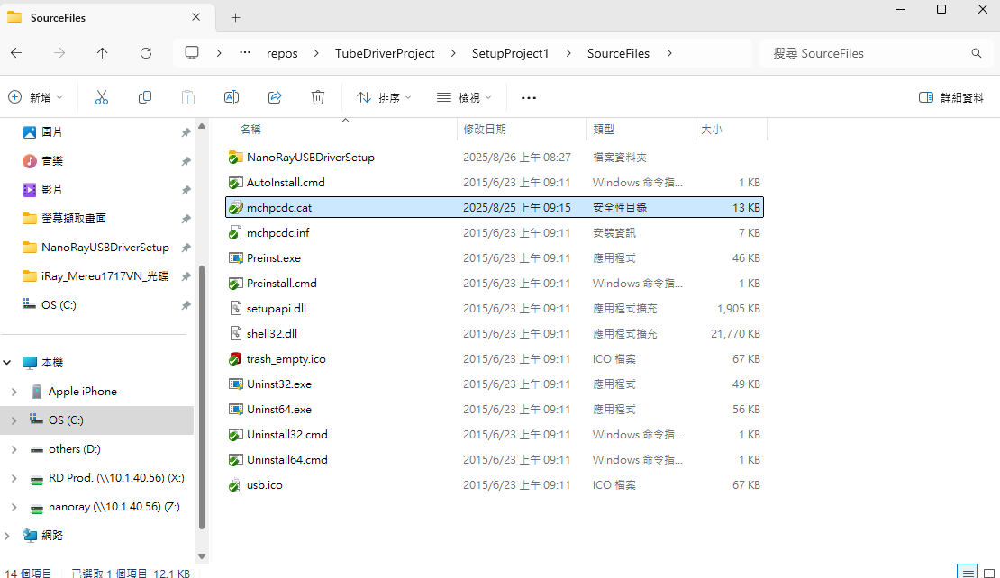 SourceFiles
repos
TubeDriverProject
SetupProject1
SourceFiles
搜尋 SourceFiles
新增
排序
檢視
詳細資料
圖片
音樂
影片
螢幕擷取畫面
NanoRayUSBDriverSetup
iRay_Mereu1717VN_光碟
OS (C:)
本機
Apple iPhone
OS (C:)
others (D:)
RD Prod. (\\10.1.40.56) (X:)
nanoray (\\10.1.40.56) (Z:)
網路
名稱 修改日期 類型 大小
NanoRayUSBDriverSetup 2025/8/26 上午 08:27 檔案資料夾
AutoInstall.cmd 2015/6/23 上午 09:11 Windows 命令指... 1 KB
mchpcdc.cat 2025/8/25 上午 09:15 安全性目錄 13 KB
mchpcdc.inf 2015/6/23 上午 09:11 安裝資訊 7 KB
Preinst.exe 2015/6/23 上午 09:11 應用程式 46 KB
Preinstall.cmd 2015/6/23 上午 09:11 Windows 命令指... 1 KB
setupapi.dll 2015/6/23 上午 09:11 應用程式擴充 1,905 KB
shell32.dll 2015/6/23 上午 09:11 應用程式擴充 21,770 KB
trash_empty.ico 2015/6/23 上午 09:11 ICO 檔案 67 KB
Uninst32.exe 2015/6/23 上午 09:11 應用程式 49 KB
Uninst64.exe 2015/6/23 上午 09:11 應用程式 56 KB
Uninstall32.cmd 2015/6/23 上午 09:11 Windows 命令指... 1 KB
Uninstall64.cmd 2015/6/23 上午 09:11 Windows 命令指... 1 KB
usb.ico 2015/6/23 上午 09:11 ICO 檔案 67 KB
14 個項目 已選取 1 個項目 12.1 KB